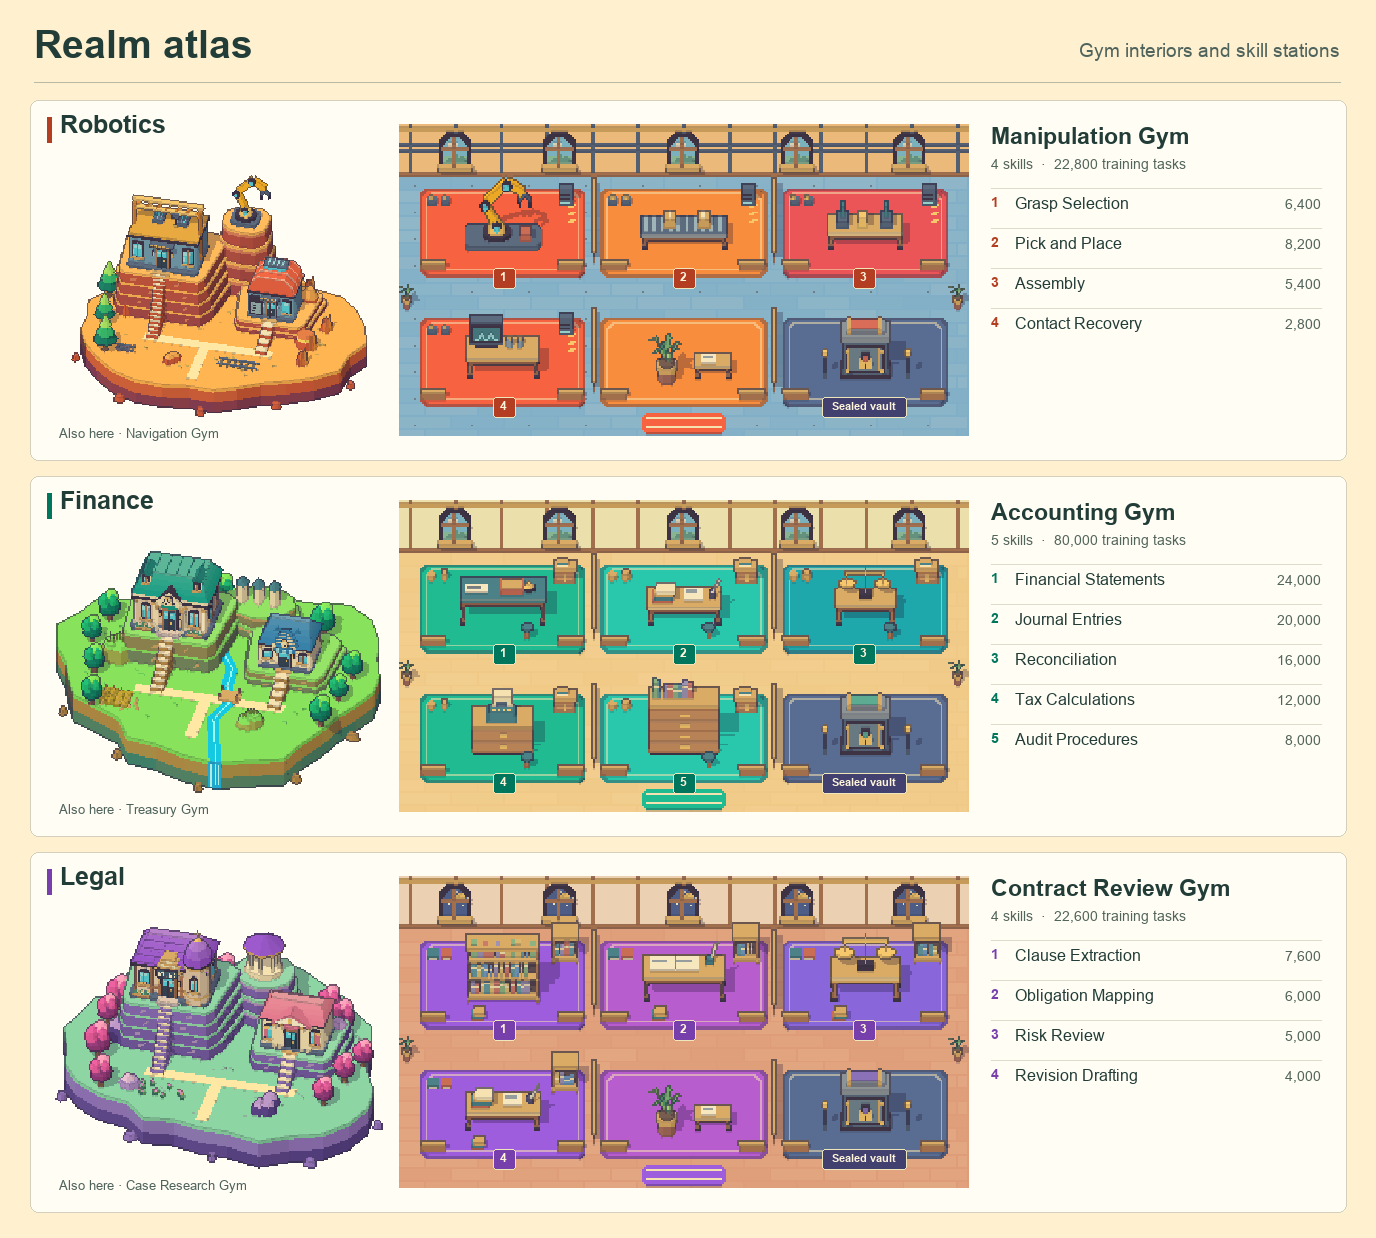 Realm atlas
Gym interiors and skill stations
Robotics
Also here · Navigation Gym
1
2
3
4
Sealed vault
Manipulation Gym
4 skills · 22,800 training tasks
1 Grasp Selection 6,400
2 Pick and Place 8,200
3 Assembly 5,400
4 Contact Recovery 2,800
Finance
Also here · Treasury Gym
1
2
3
4
5
Sealed vault
Accounting Gym
5 skills · 80,000 training tasks
1 Financial Statements 24,000
2 Journal Entries 20,000
3 Reconciliation 16,000
4 Tax Calculations 12,000
5 Audit Procedures 8,000
Legal
Also here · Case Research Gym
1
2
3
4
Sealed vault
Contract Review Gym
4 skills · 22,600 training tasks
1 Clause Extraction 7,600
2 Obligation Mapping 6,000
3 Risk Review 5,000
4 Revision Drafting 4,000